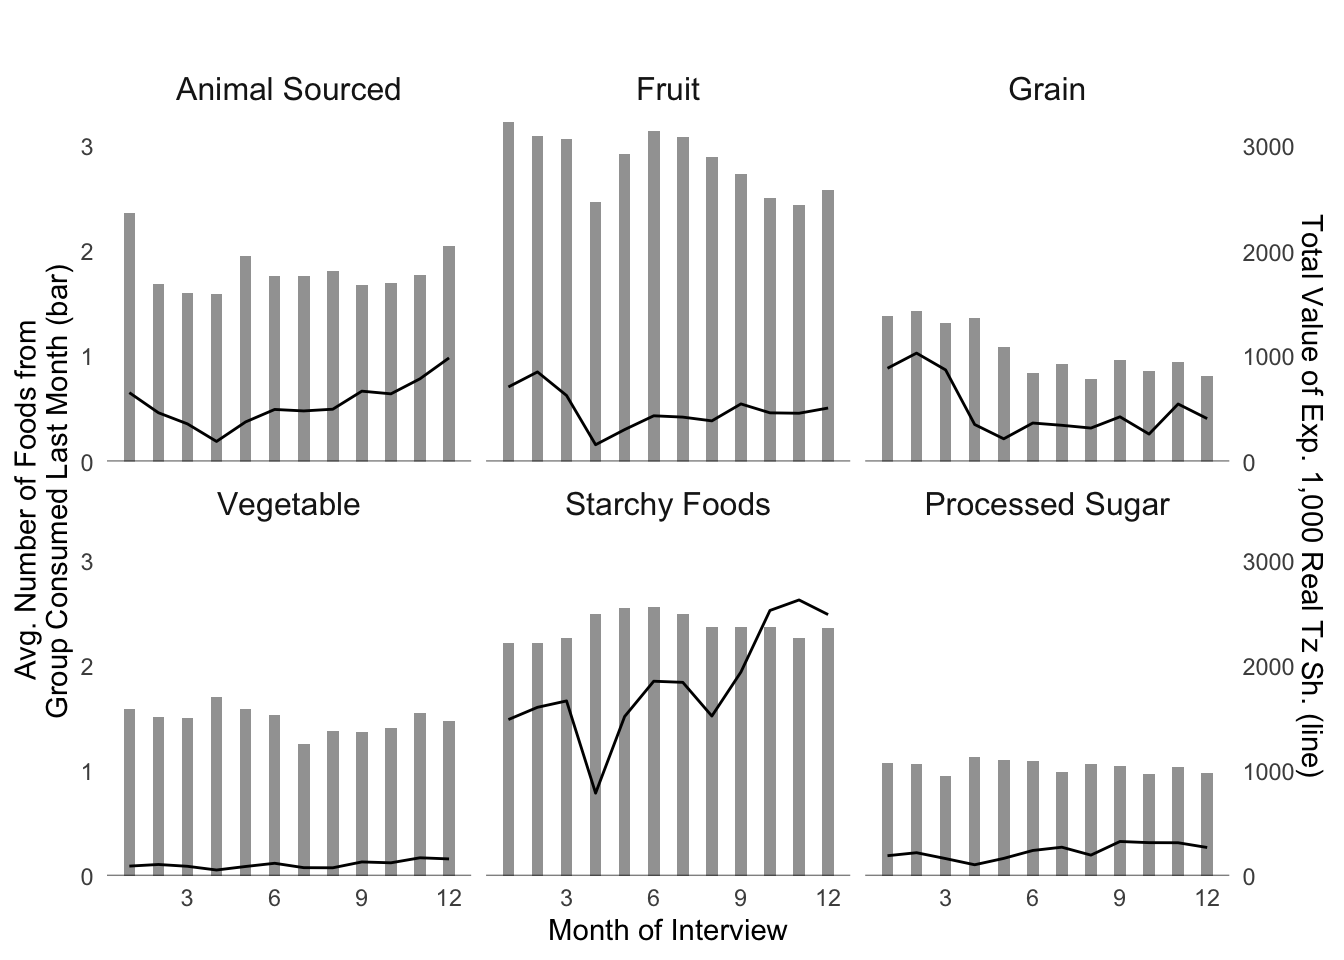 Animal Sourced
Fruit
Grain
3
2
1
0
3000
2000
1000
0
Vegetable
Starchy Foods
Processed Sugar
3
2
1
0
3000
2000
1000
0
3 6 9 12
3 6 9 12
3 6 9 12
Month of Interview
Avg. Number of Foods from
Group Consumed Last Month (bar)
Total Value of Exp. 1,000 Real Tz Sh. (line)